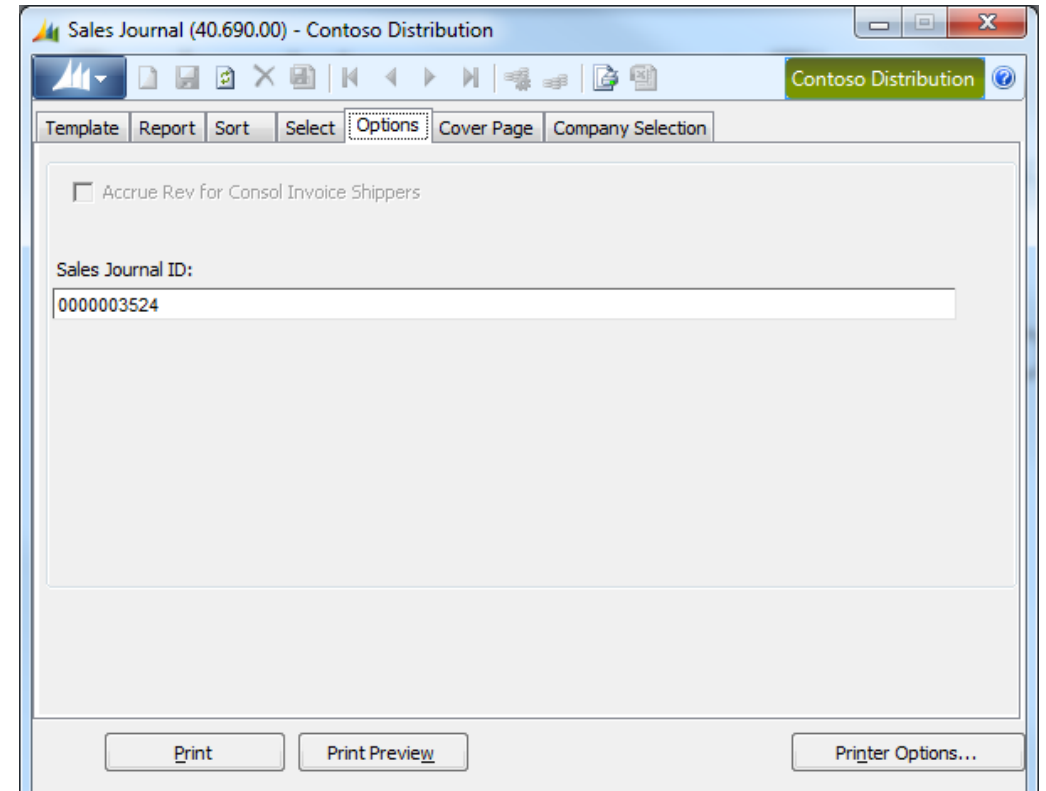 Sales Journal (40.690.00) - Contoso Distribution
Contoso Distribution
Template Report Sort Select Options Cover Page Company Selection
Accrue Rev for Consol Invoice Shippers
Sales Journal ID:
0000003524
Print Print Preview Printer Options...